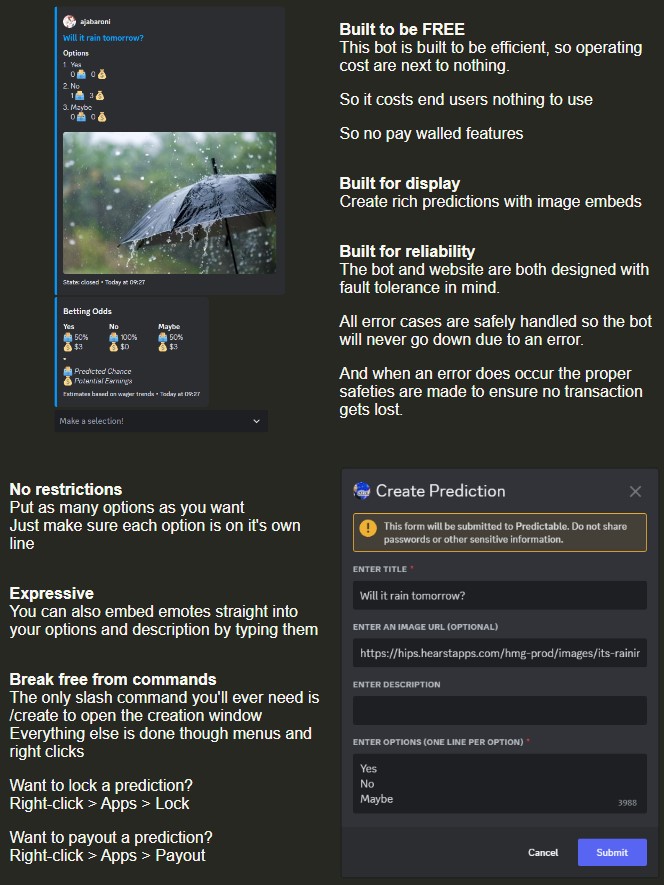 ajabaroni
Will it rain tomorrow?
Options
1 Yes
0 0
2. No
1 3
3. Maybe
0 0
State: closed • Today at 09:27
Betting Odds
Yes No Maybe
50% 100% 50%
$3 $0 $3
•
Predicted Chance
Potential Earnings
Estimates based on wager trends • Today at 09:27
Make a selection!
Built to be FREE
This bot is built to be efficient, so operating
cost are next to nothing.
So it costs end users nothing to use
So no pay walled features
Built for display
Create rich predictions with image embeds
Built for reliability
The bot and website are both designed with
fault tolerance in mind.
All error cases are safely handled so the bot
will never go down due to an error.
And when an error does occur the proper
safeties are made to ensure no transaction
gets lost.
No restrictions
Put as many options as you want
Just make sure each option is on it's own
line
Expressive
You can also embed emotes straight into
your options and description by typing them
Break free from commands
The only slash command you'll ever need is
/create to open the creation window
Everything else is done though menus and
right clicks
Want to lock a prediction?
Right-click > Apps > Lock
Want to payout a prediction?
Right-click > Apps > Payout
Create Prediction
This form will be submitted to Predictable. Do not share
passwords or other sensitive information.
ENTER TITLE *
Will it rain tomorrow?
ENTER AN IMAGE URL (OPTIONAL)
https://hips.hearstapps.com/hmg-prod/images/its-rainir
ENTER DESCRIPTION
ENTER OPTIONS (ONE LINE PER OPTION) *
Yes
No
Maybe
3988
Cancel
Submit